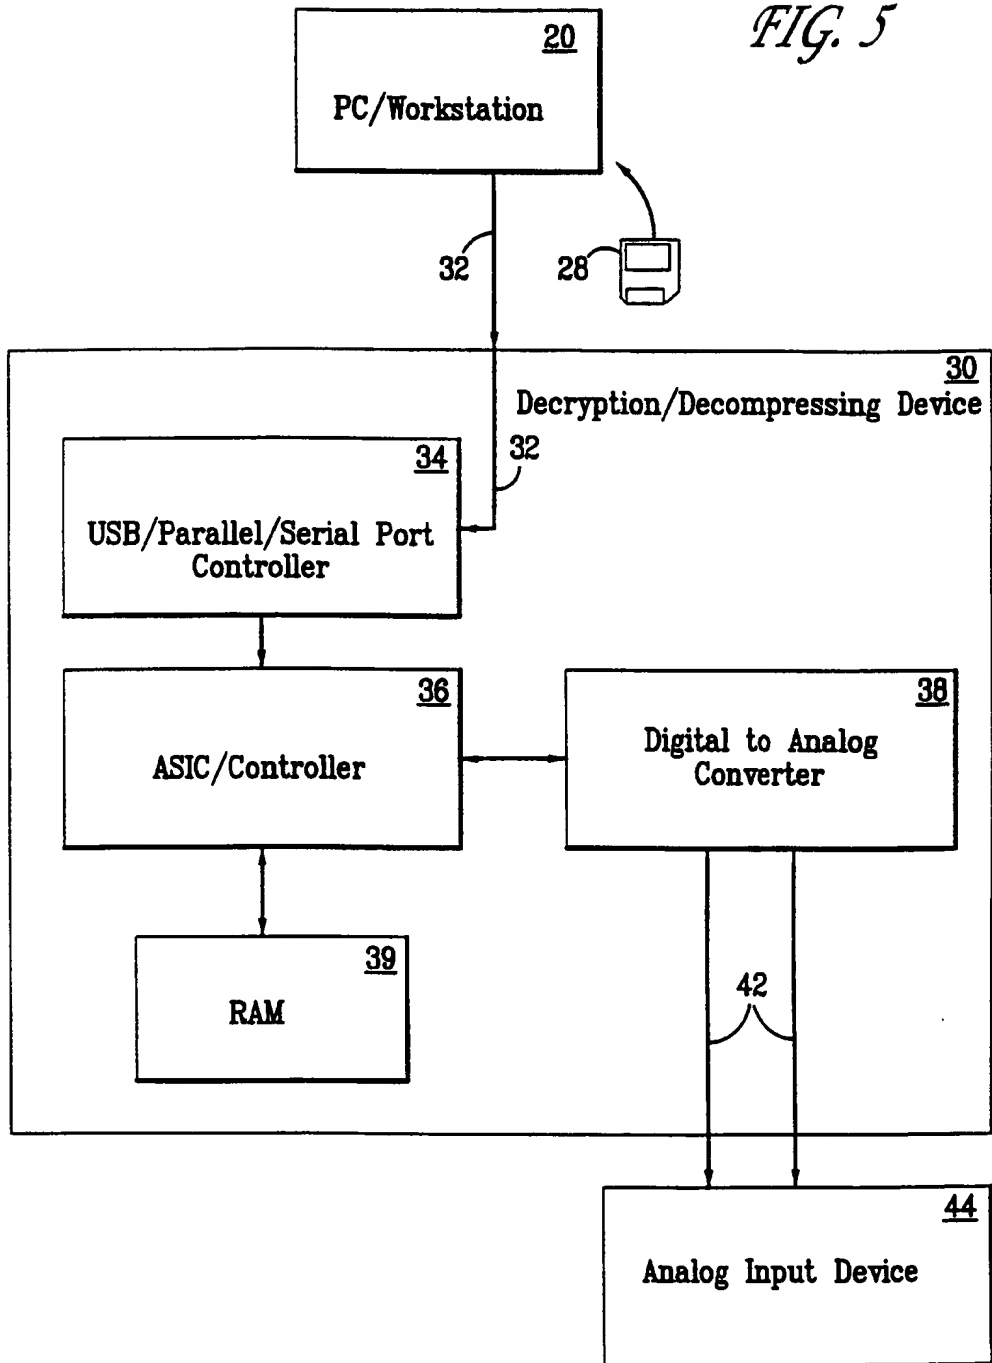 FIG. 5
20
PC/Workstation
32
28
30
Decryption/Decompressing Device
34
32
USB/Parallel/Serial Port
Controller
36
ASIC/Controller
38
Digital to Analog
Converter
39
RAM
42
44
Analog Input Device